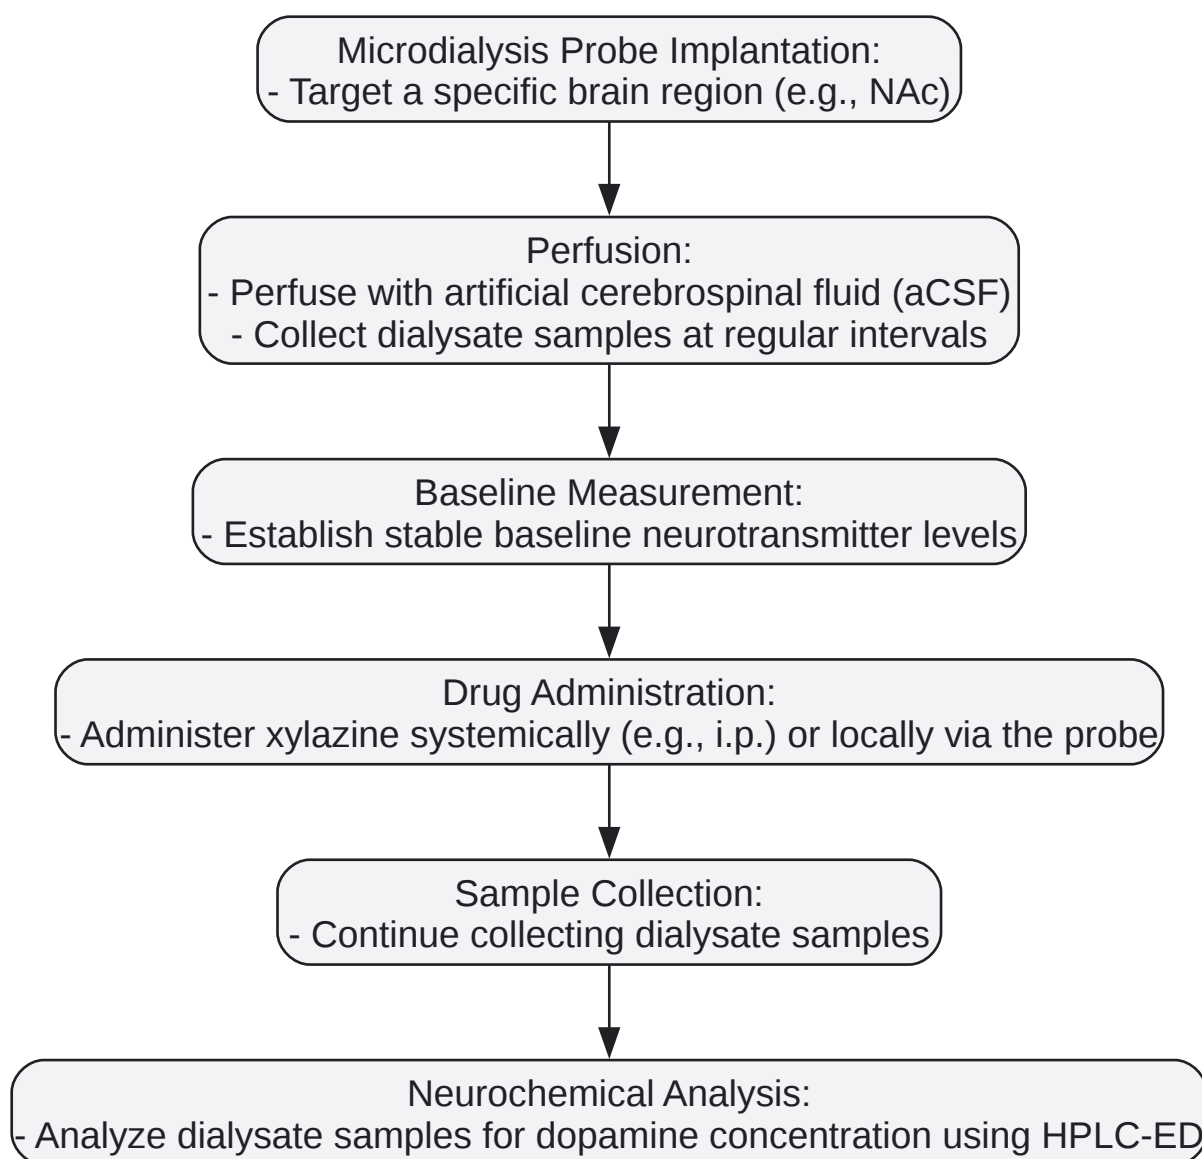 Microdialysis Probe Implantation:
- Target a specific brain region (e.g., NAc)
Perfusion:
- Perfuse with artificial cerebrospinal fluid (aCSF)
- Collect dialysate samples at regular intervals
Baseline Measurement:
- Establish stable baseline neurotransmitter levels
Drug Administration:
- Administer xylazine systemically (e.g., i.p.) or locally via the probe
Sample Collection:
- Continue collecting dialysate samples
Neurochemical Analysis:
- Analyze dialysate samples for dopamine concentration using HPLC-ED